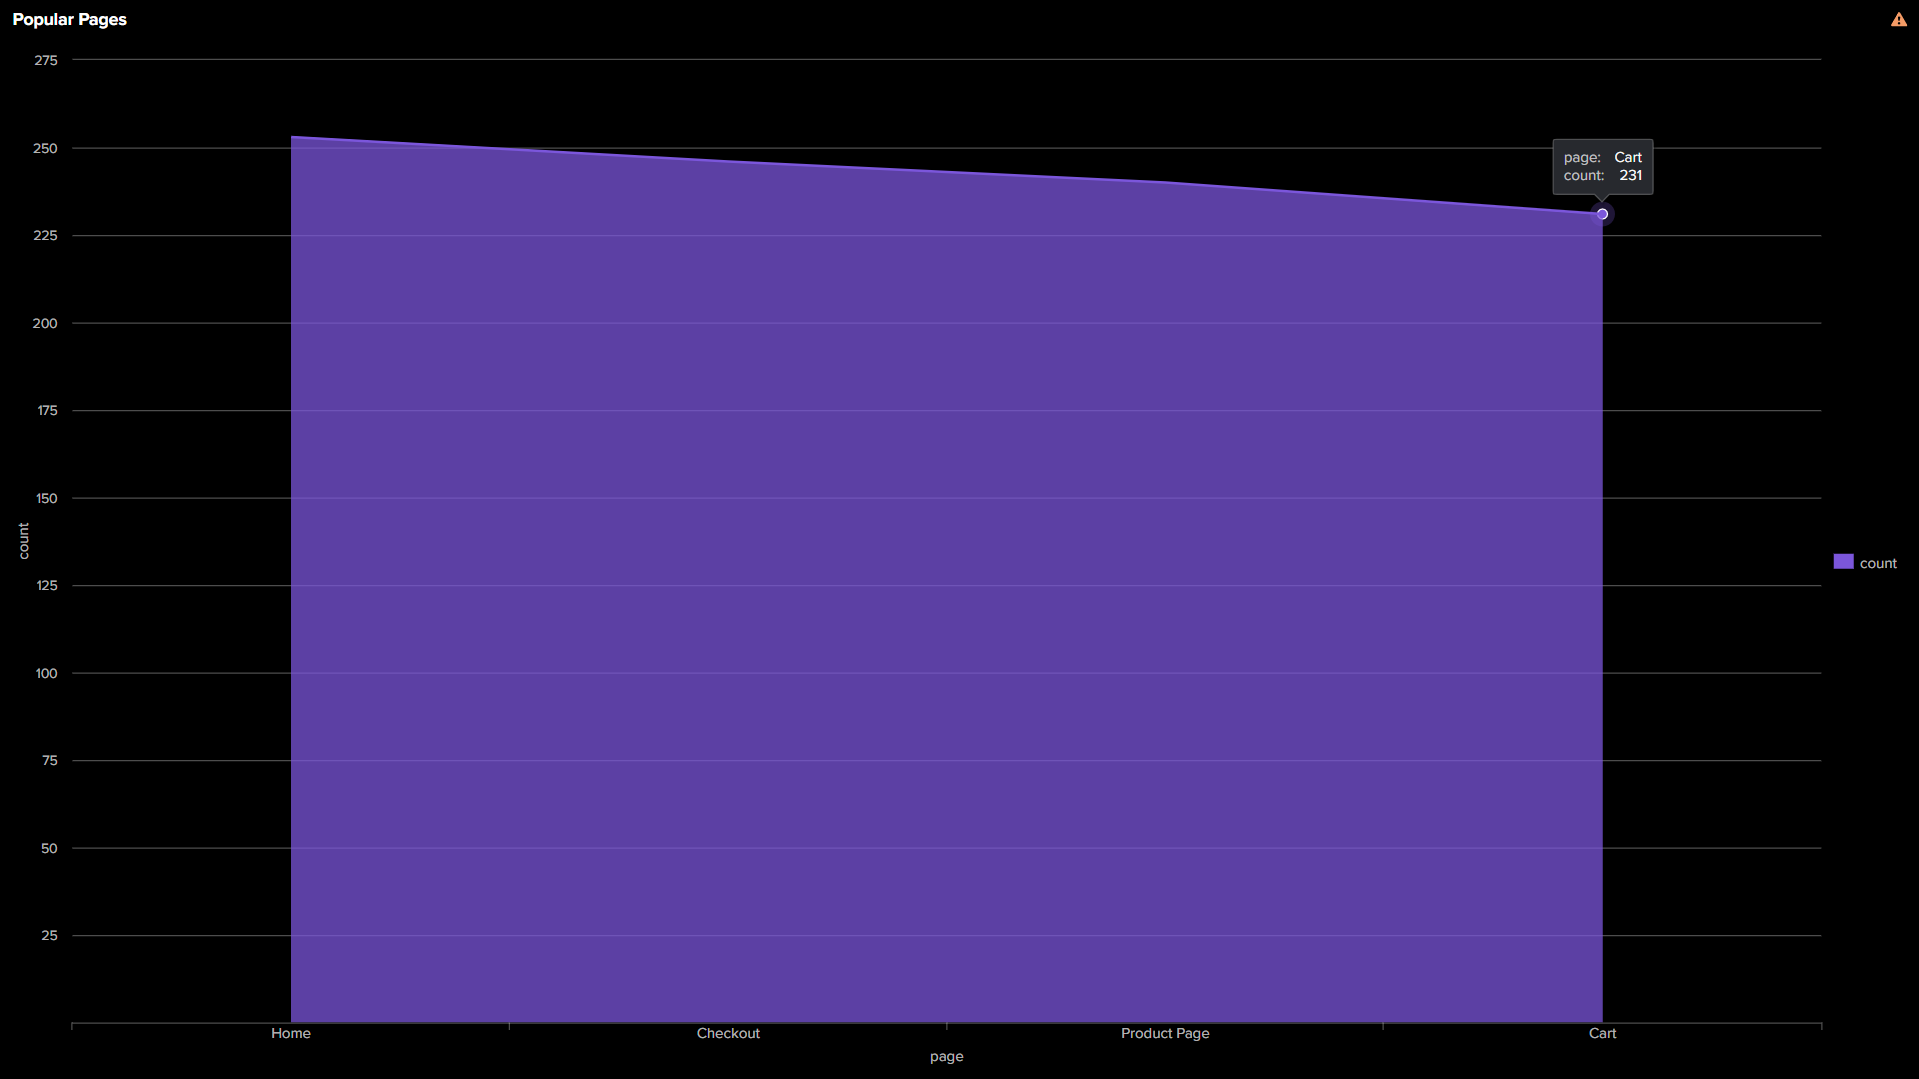 Popular Pages
275
250
225
200
175
150
125
100
75
50
25
count
page: Cart
count: 231
count
Home
Checkout
Product Page
Cart
page